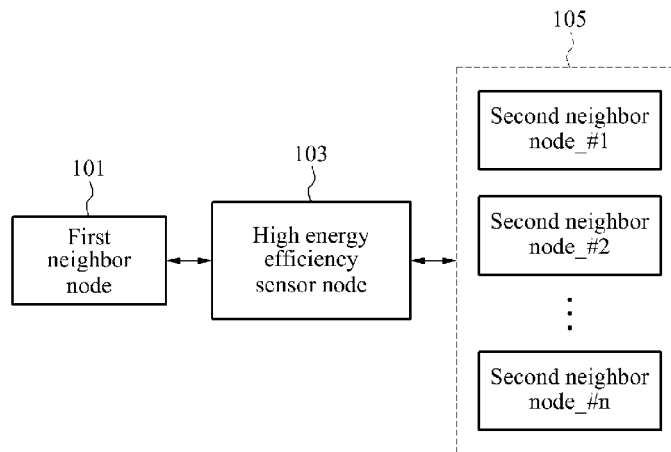 105
Second neighbor
node_#1
103
101
Second neighbor
node_#2
First
neighbor
node
High energy
efficiency
sensor node
Second neighbor
node_#n